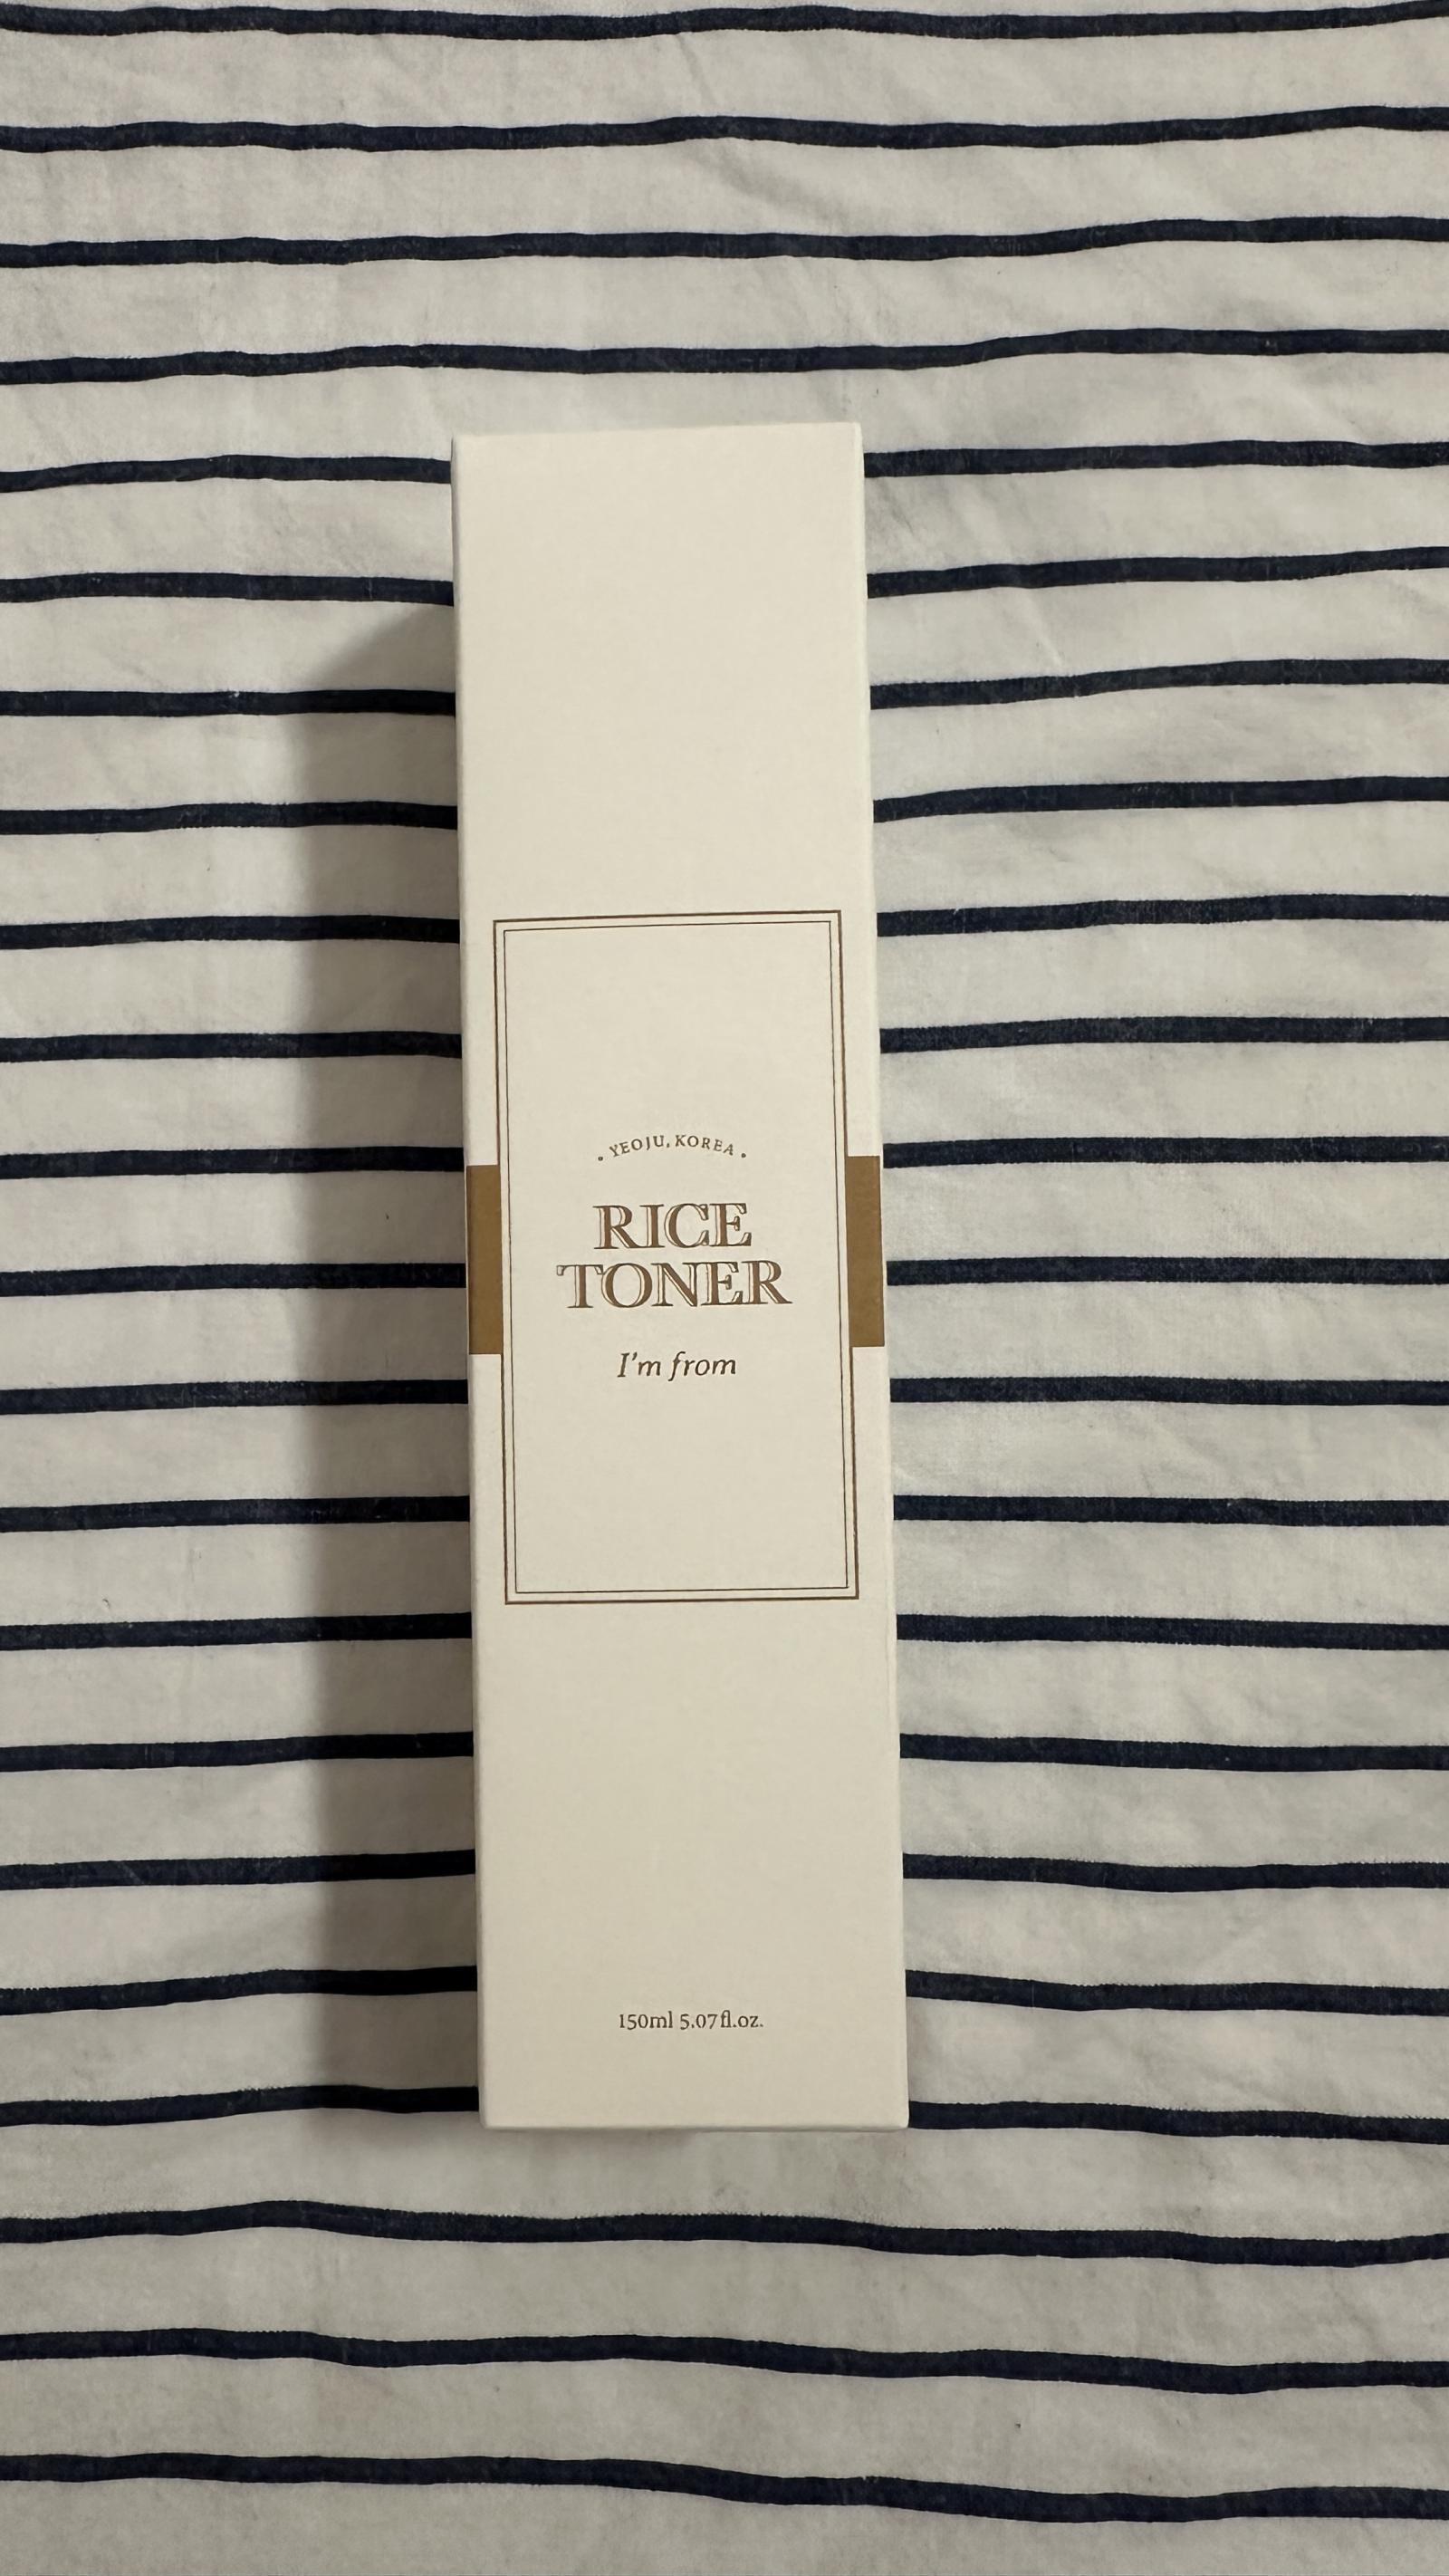 • YEOJU, KOREA •
RICE
TONER
I'm from
150ml 5.07fl.oz.